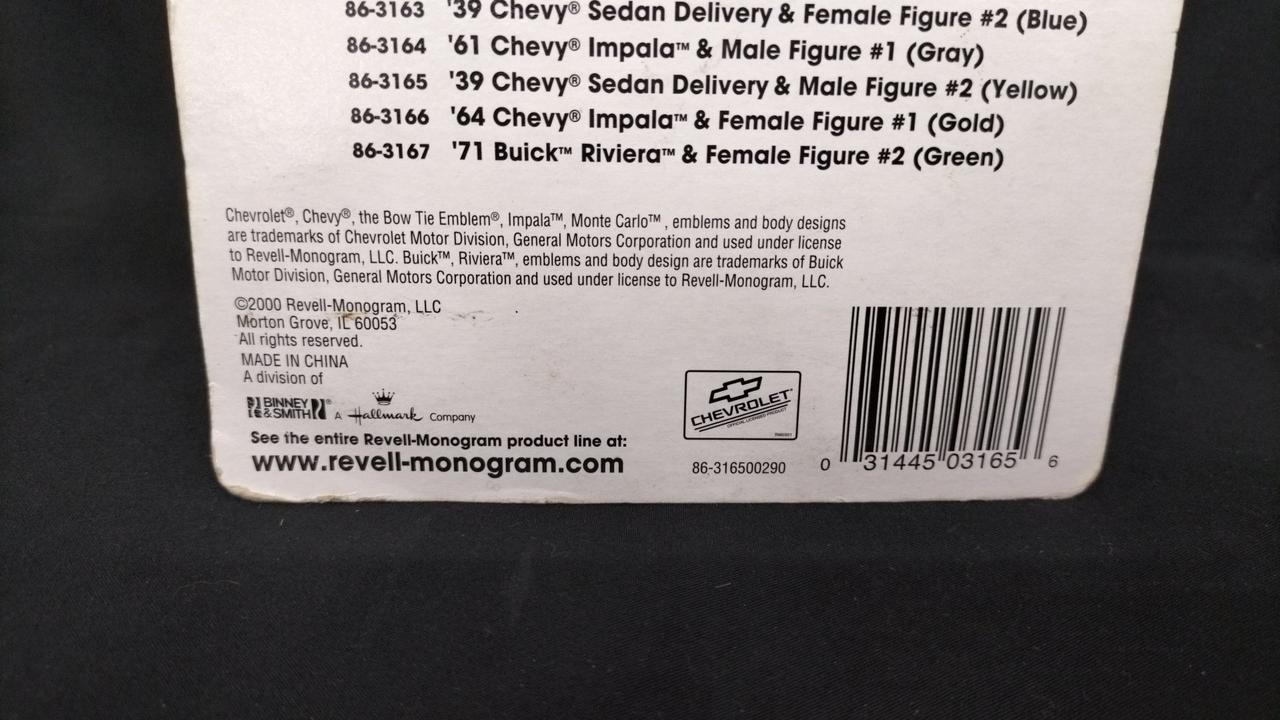 86-3163 '39 Chevy® Sedan Delivery & Female Figure #2 (Blue)
86-3164 '61 Chevy® Impala™ & Male Figure #1 (Gray)
86-3165 '39 Chevy® Sedan Delivery & Male Figure #2 (Yellow)
86-3166 '64 Chevy® Impala™ & Female Figure #1 (Gold)
86-3167 '71 Buick™ Riviera™ & Female Figure #2 (Green)
Chevrolet®, Chevy®, the Bow Tie Emblem®, Impala™, Monte Carlo™ , emblems and body designs
are trademarks of Chevrolet Motor Division, General Motors Corporation and used under license
to Revell-Monogram, LLC. Buick™, Riviera™, emblems and body design are trademarks of Buick
Motor Division, General Motors Corporation and used under license to Revell-Monogram, LLC.
©2000 Revell-Monogram, LLC
Morton Grove, IL 60053
All rights reserved.
MADE IN CHINA
A division of
BINNEY
& SMITH® A Hallmark Company
See the entire Revell-Monogram product line at:
www.revell-monogram.com
CHEVROLET
OFFICIAL LICENSED PRODUCT
86-316500290
0 31445 03165 6